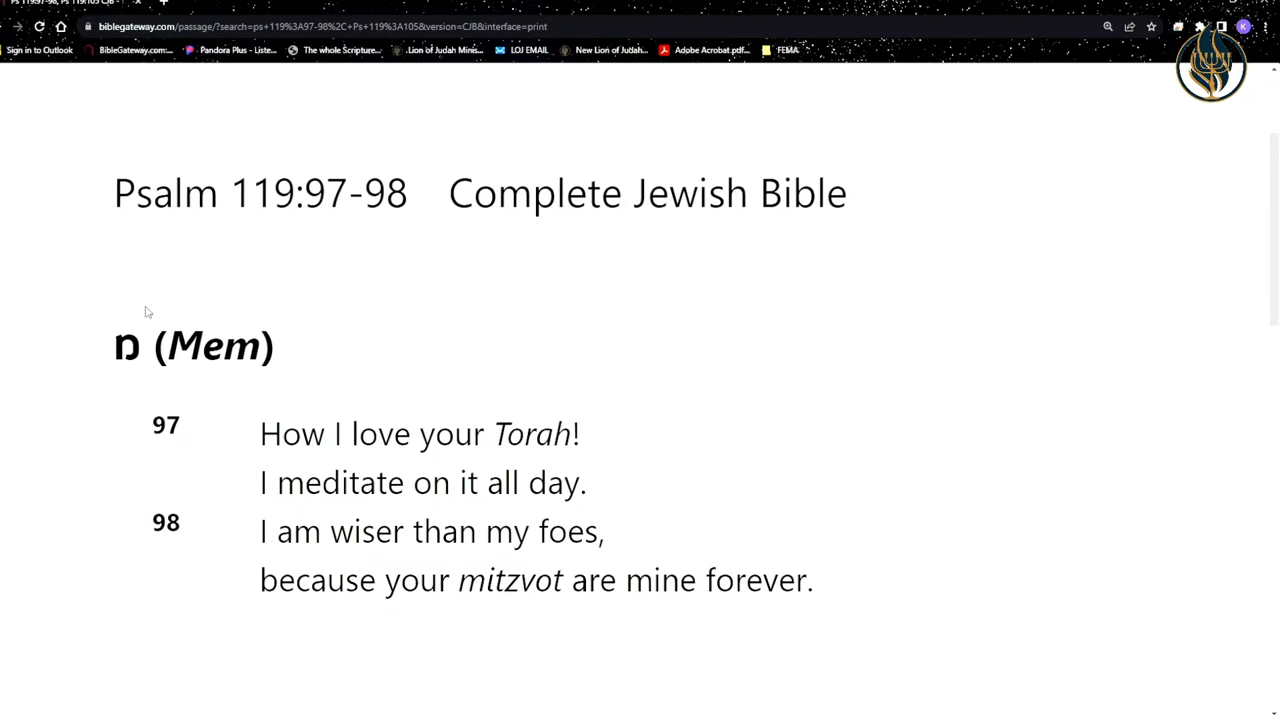 biblegateway.com/passage/?search=ps+119%3A97-98%2C+Ps+119%3A105&version=CJB&interface=print
K
Sign in to Outlook BibleGateway.com:... Pandora Plus - Liste... The whole Scripture... .Lion of Judah Minis... LOJ EMAIL New Lion of Judah... Adobe Acrobat pdf... FEMA
Psalm 119:97-98 Complete Jewish Bible
מ (Mem)
97 How I love your Torah!
I meditate on it all day.
98 I am wiser than my foes,
because your mitzvot are mine forever.